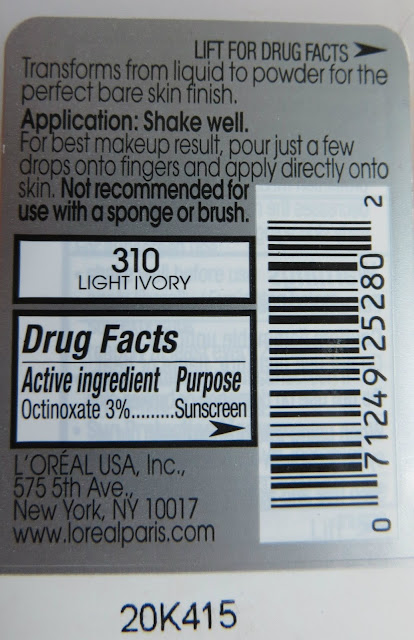 LIFT FOR DRUG FACTS
Transforms from liquid to powder for the
perfect bare skin finish.
Application: Shake well.
For best makeup result, pour just a few
drops onto fingers and apply directly onto
skin. Not recommended for
use with a sponge or brush.
310
LIGHT IVORY
Drug Facts
Active ingredient Purpose
Octinoxate 3%.........Sunscreen
L'ORÉAL USA, Inc.,
575 5th Ave.,
New York, NY 10017
www.lorealparis.com
0 71249 25280 2
20K415